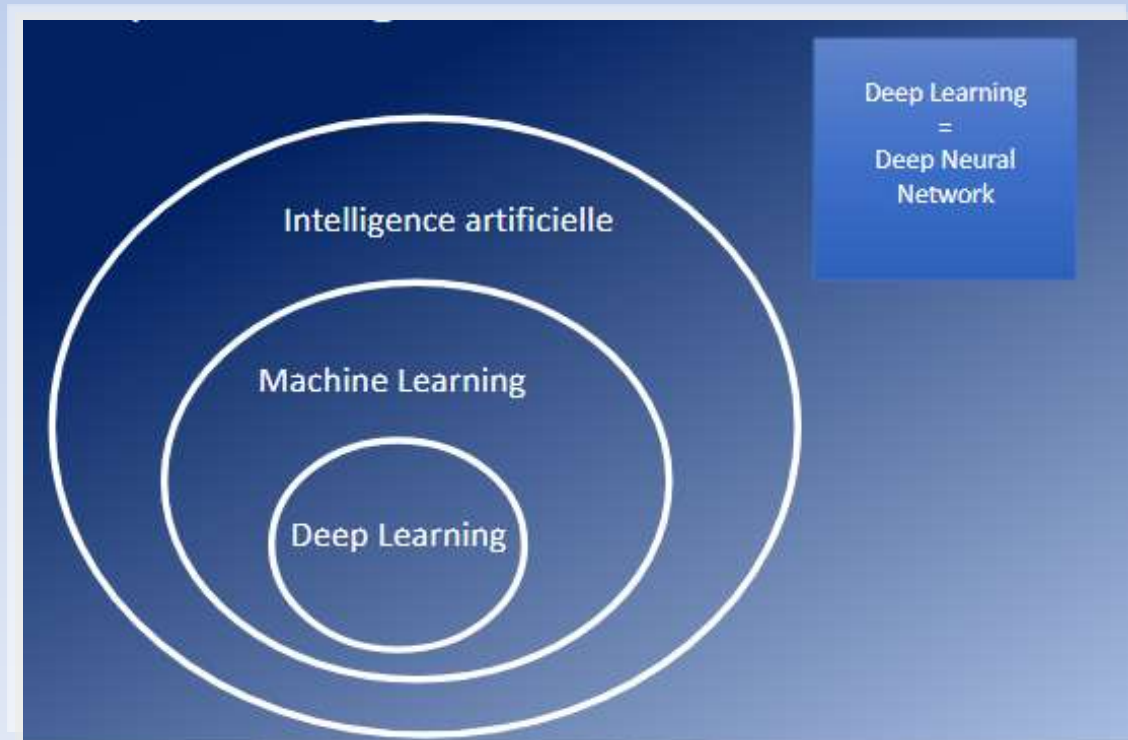 Deep Learning
=
Deep Neural
Network
Intelligence artificielle
Machine Learning
Deep Learning